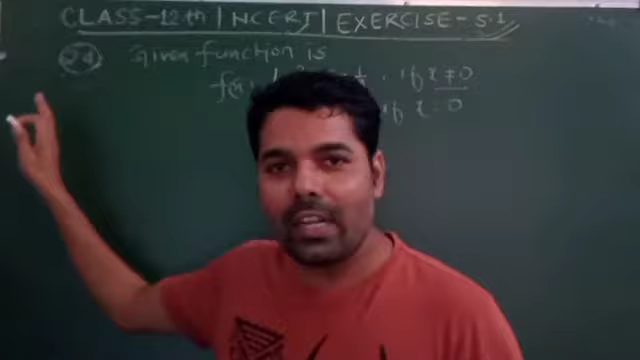 CLASS-12th | NCERT | EXERCISE-5.1
24 Given function is
if x ≠ 0
if x = 0